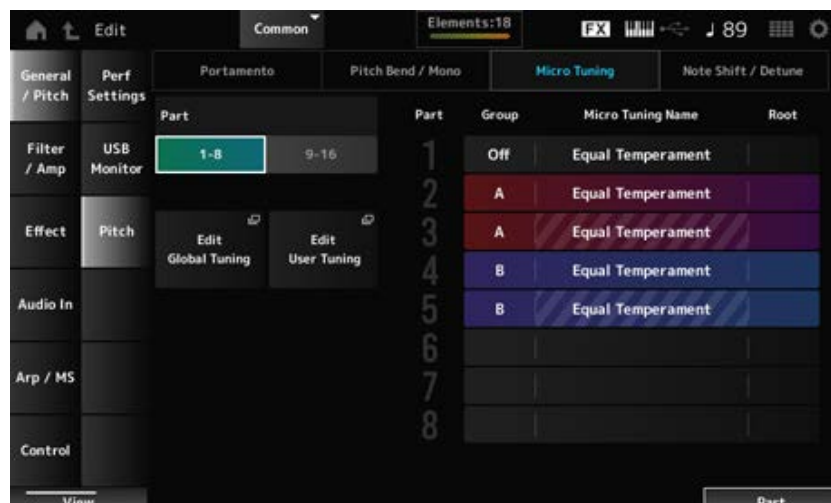 Edit
Common
Elements:18
FX
89
General / Pitch
Perf Settings
Portamento
Pitch Bend / Mono
Micro Tuning
Note Shift / Detune
Part
Part
Group
Micro Tuning Name
Root
Filter / Amp
USB Monitor
1-8
9-16
1
Off
Equal Temperament
2
A
Equal Temperament
Effect
Pitch
Edit Global Tuning
Edit User Tuning
3
A
Equal Temperament
4
B
Equal Temperament
Audio In
5
B
Equal Temperament
6
Arp / MS
7
8
Control
View
Part